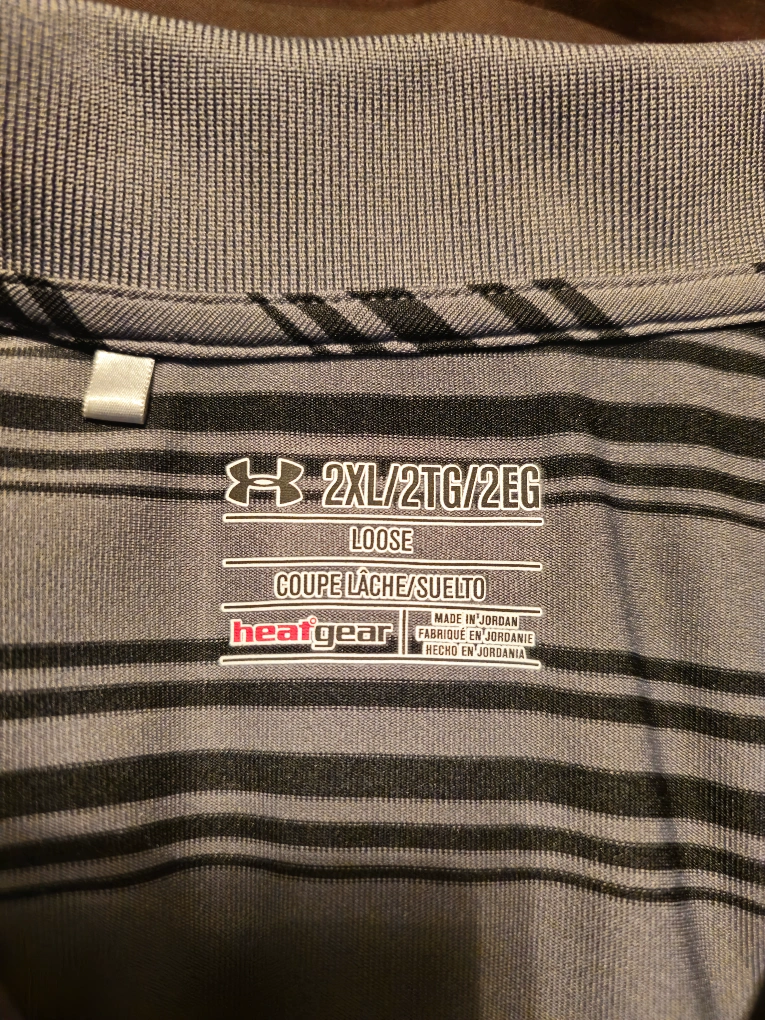 2XL/2TG/2EG
LOOSE
COUPE LÂCHE/SUELTO
heatgear
MADE IN JORDAN
FABRIQUÉ EN JORDANIE
HECHO EN JORDANIA